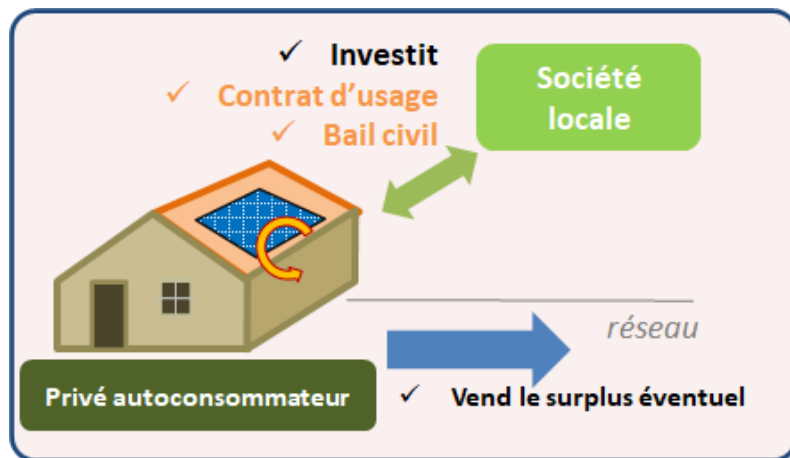 ✓ Investit
✓ Contrat d'usage
✓ Bail civil
Société
locale
réseau
Privé autoconsommateur
✓ Vend le surplus éventuel